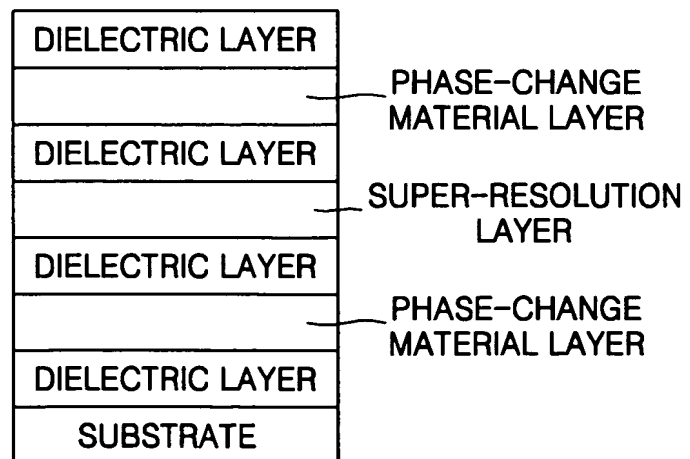 DIELECTRIC LAYER
PHASE-CHANGE
MATERIAL LAYER
DIELECTRIC LAYER
SUPER-RESOLUTION
LAYER
DIELECTRIC LAYER
PHASE-CHANGE
MATERIAL LAYER
DIELECTRIC LAYER
SUBSTRATE